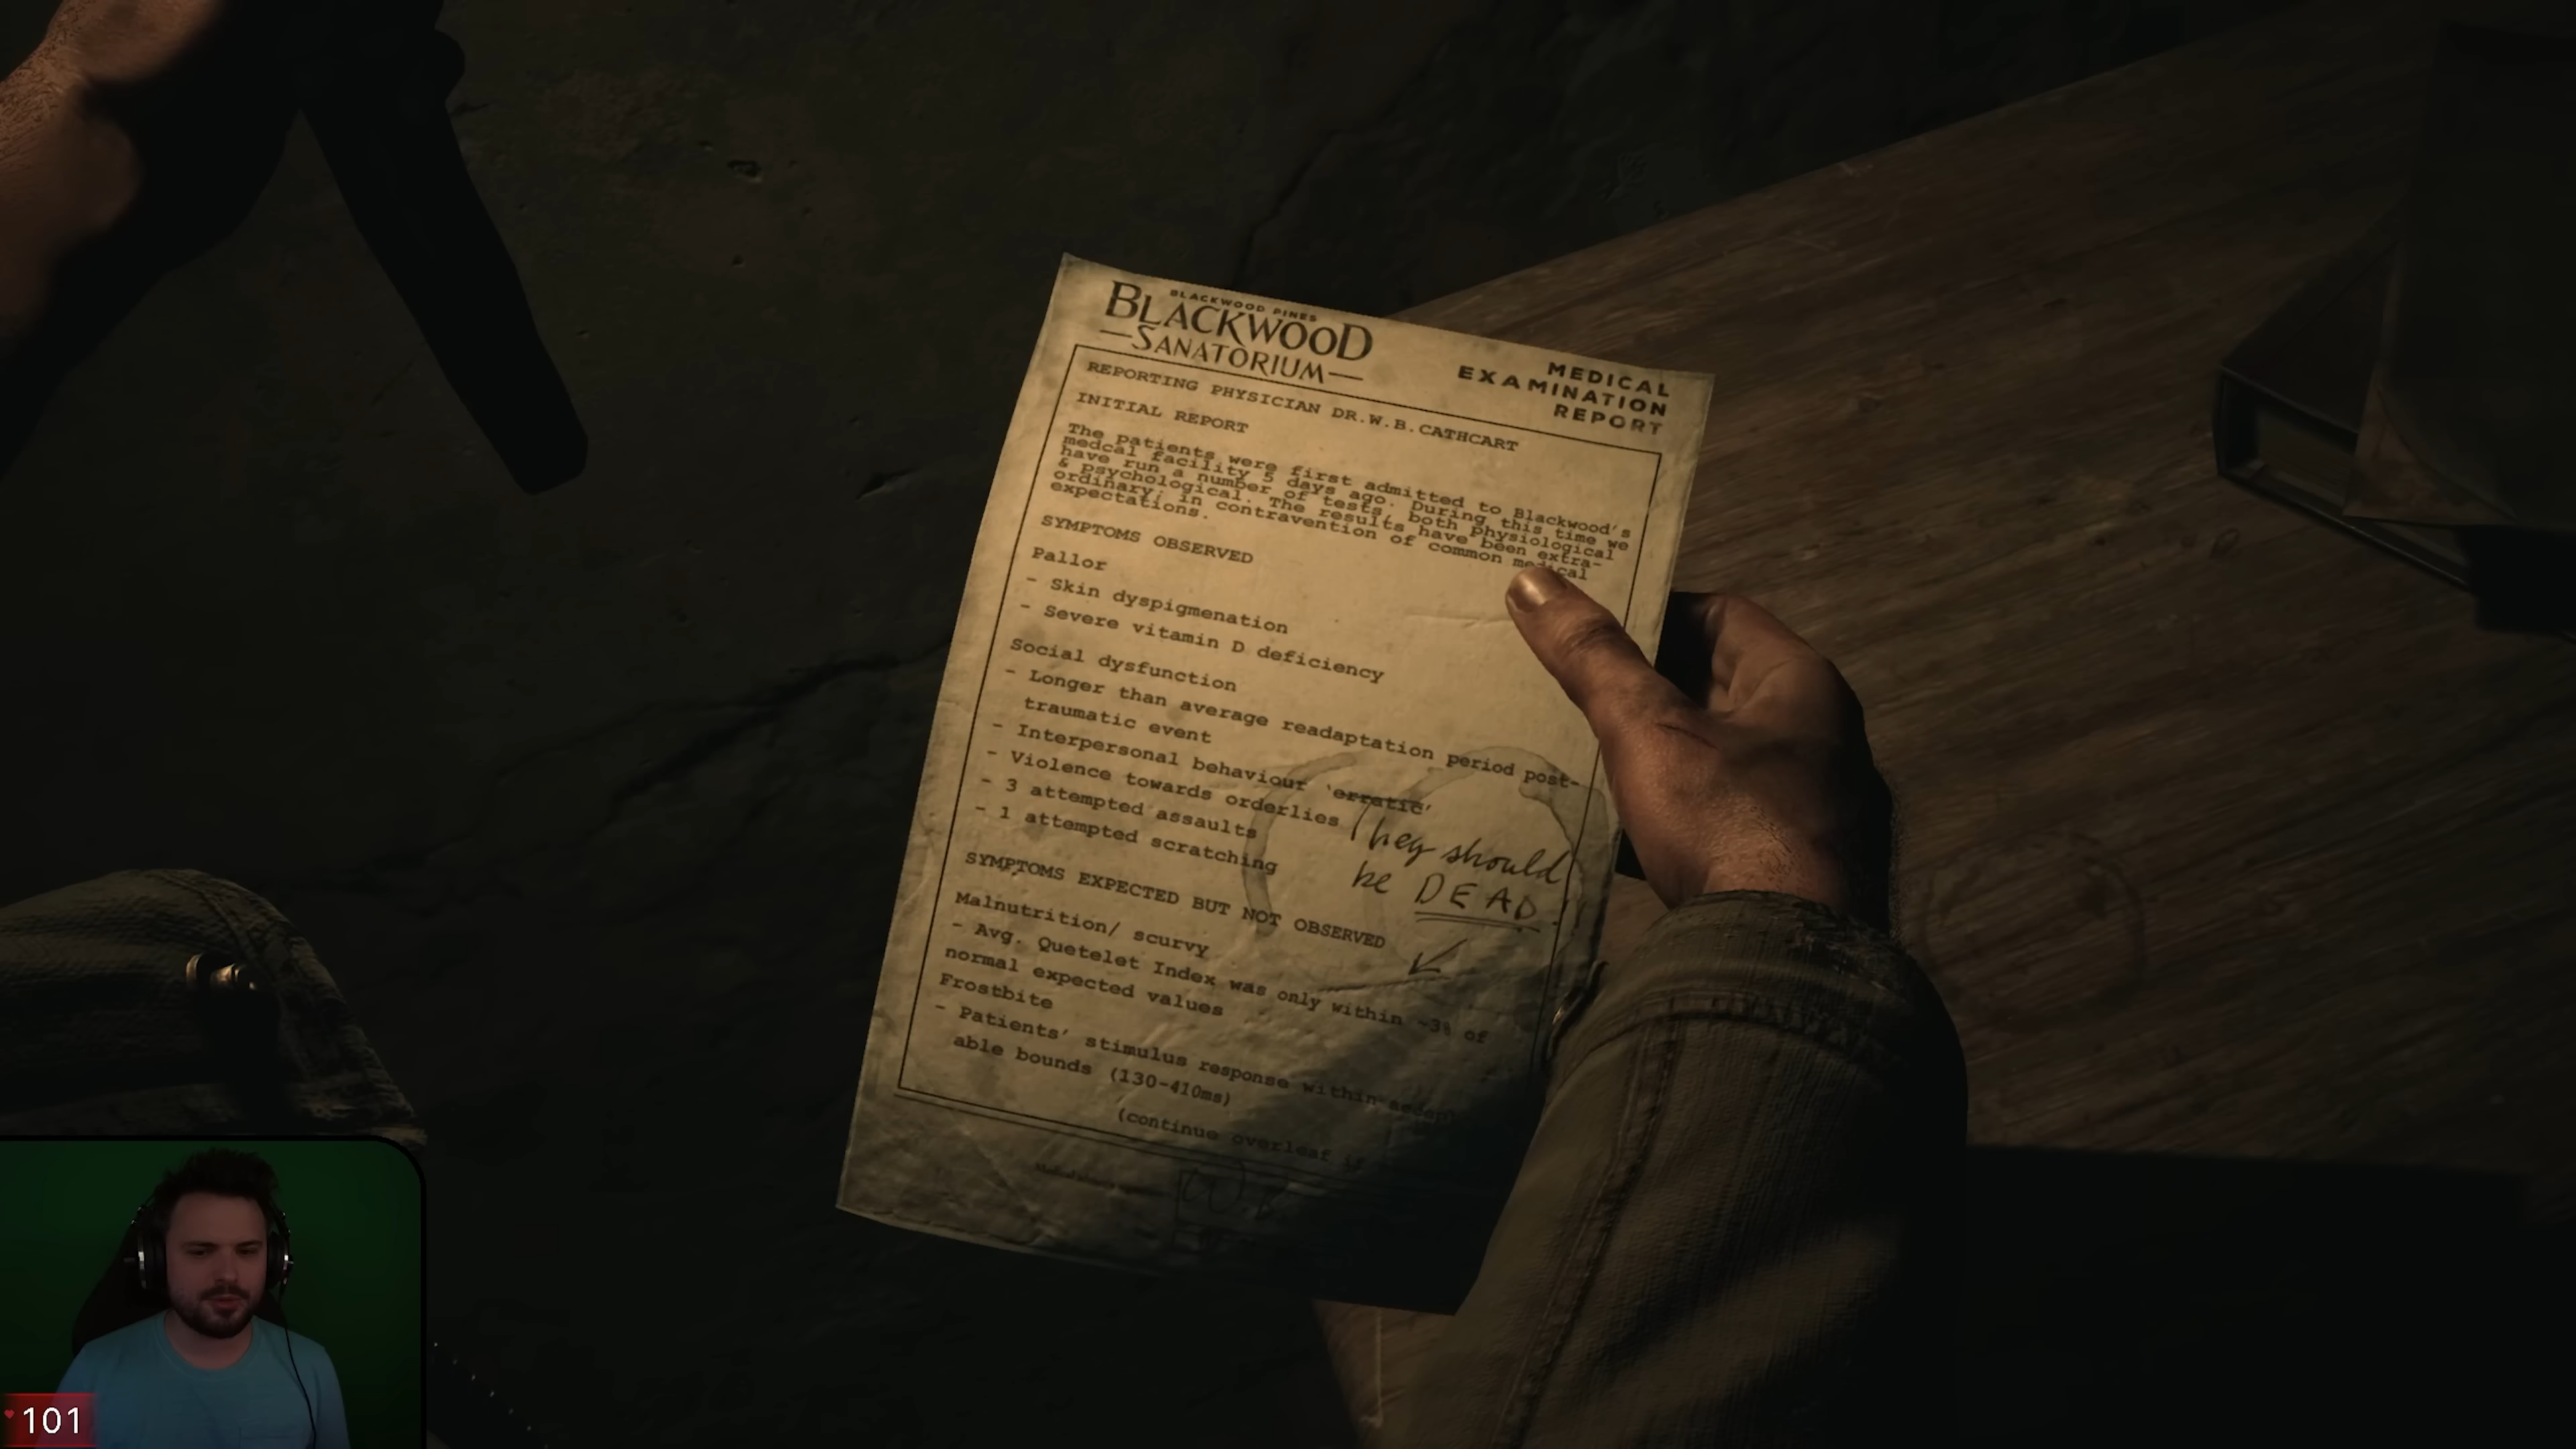 BLACKWOOD PINES
BLACKWOOD
SANATORIUM
MEDICAL
EXAMINATION
REPORT
REPORTING PHYSICIAN DR.W.B.CATHCART
INITIAL REPORT
The patients were first admitted to Blackwood's
medcal facility 5 days ago. During this time we
have run a number of tests, both physiological
& psychological. The results have been extra-
ordinary; in contravention of common medical
expectations.
SYMPTOMS OBSERVED
Pallor
- Skin dyspigmenation
- Severe vitamin D deficiency
Social dysfunction
- Longer than average readaptation period post-
traumatic event
- Interpersonal behaviour 'erratic'
- Violence towards orderlies
- 3 attempted assaults
- 1 attempted scratching
They should
be DEAD
SYMPTOMS EXPECTED BUT NOT OBSERVED
Malnutrition/ scurvy
- Avg. Quetelet Index was only within ~3% of
normal expected values
Frostbite
- Patients' stimulus response within accept
able bounds (130-410ms)
(continue overleaf if
101